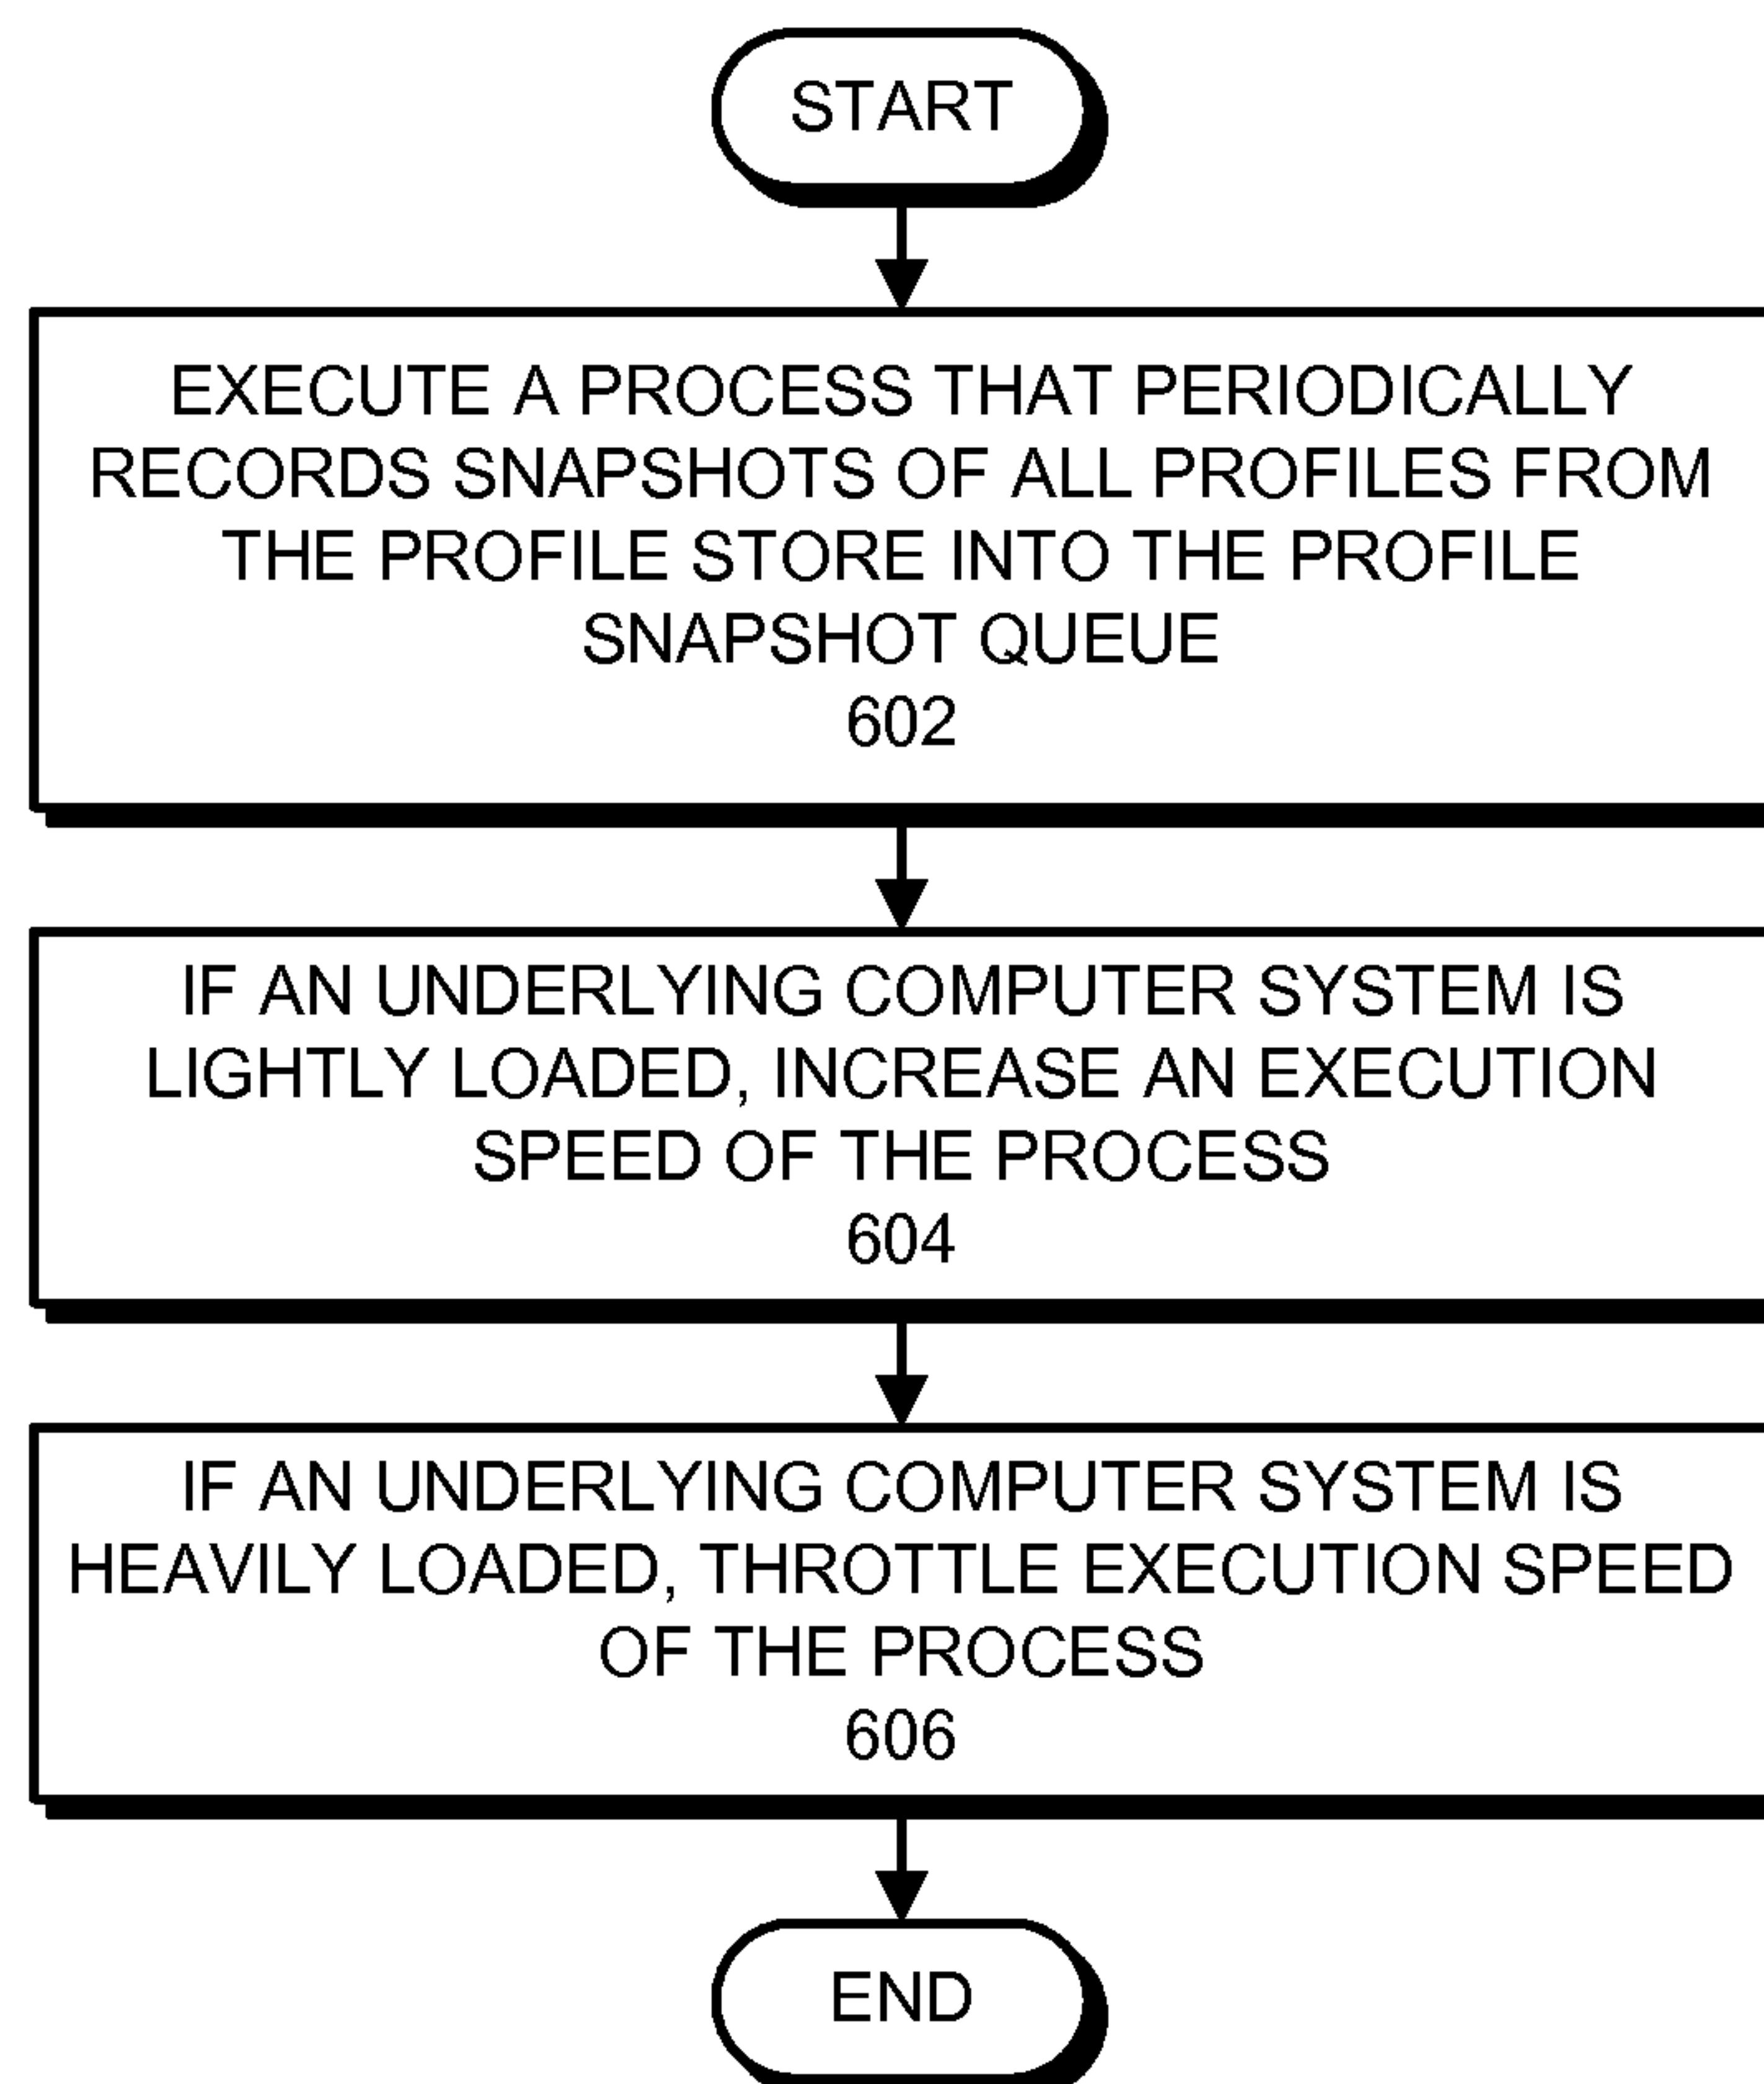 START
EXECUTE A PROCESS THAT PERIODICALLY
RECORDS SNAPSHOTS OF ALL PROFILES FROM
THE PROFILE STORE INTO THE PROFILE
SNAPSHOT QUEUE
602
IF AN UNDERLYING COMPUTER SYSTEM IS
LIGHTLY LOADED, INCREASE AN EXECUTION
SPEED OF THE PROCESS
604
IF AN UNDERLYING COMPUTER SYSTEM IS
HEAVILY LOADED, THROTTLE EXECUTION SPEED
OF THE PROCESS
606
END